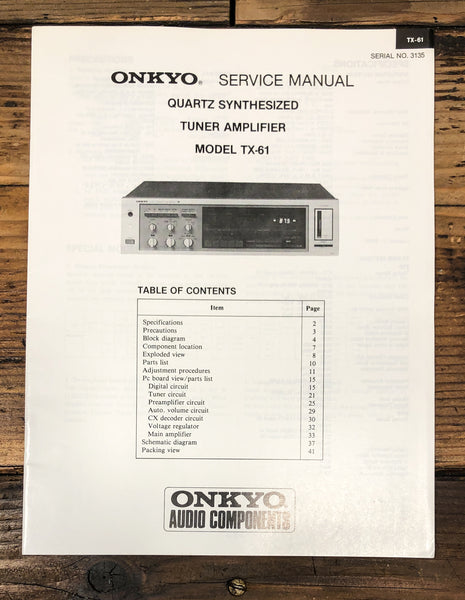 TX-61
SERIAL NO. 3135
ONKYO® SERVICE MANUAL
QUARTZ SYNTHESIZED
TUNER AMPLIFIER
MODEL TX-61
ONKYO
TABLE OF CONTENTS
Item Page
Specifications 2
Precautions 3
Block diagram 4
Component location 7
Exploded view 8
Parts list 10
Adjustment procedures 11
Pc board view/parts list 15
Digital circuit 15
Tuner circuit 21
Preamplifier circuit 25
Auto. volume circuit 29
CX decoder circuit 30
Voltage regulator 32
Main amplifier 33
Schematic diagram 37
Packing view 41
ONKYO
AUDIO COMPONENTS